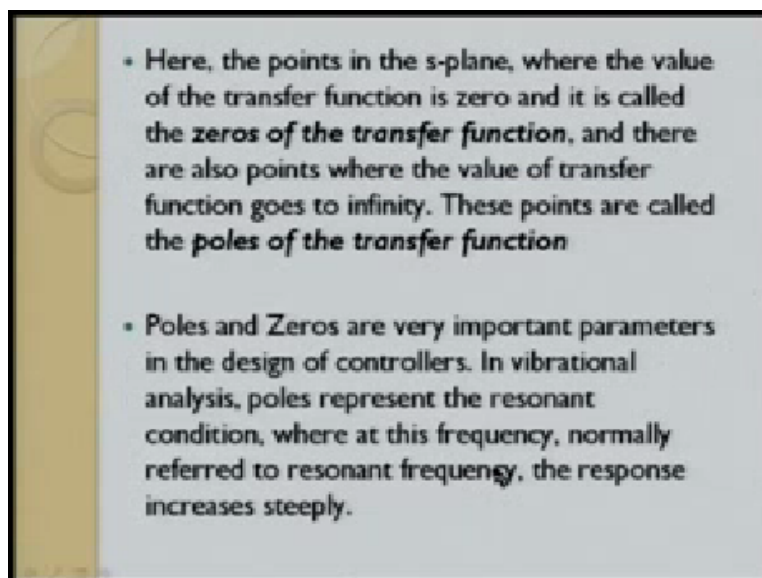 • Here, the points in the s-plane, where the value
of the transfer function is zero and it is called
the zeros of the transfer function, and there
are also points where the value of transfer
function goes to infinity. These points are called
the poles of the transfer function
• Poles and Zeros are very important parameters
in the design of controllers. In vibrational
analysis, poles represent the resonant
condition, where at this frequency, normally
referred to resonant frequency, the response
increases steeply.